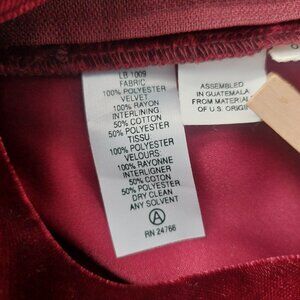 LB 1009
FABRIC
100% POLYESTER
VELVET:
100% RAYON
INTERLINING:
50% COTTON
50% POLYESTER
TISSU
100% POLYESTER
VELOURS:
100% RAYONNE
INTERLIGNER:
50% COTON
50% POLYESTER
DRY CLEAN
ANY SOLVENT
A
RN 24766
ASSEMBLED
IN GUATEMALA
FROM MATERIAL
OF U.S. ORIGIN